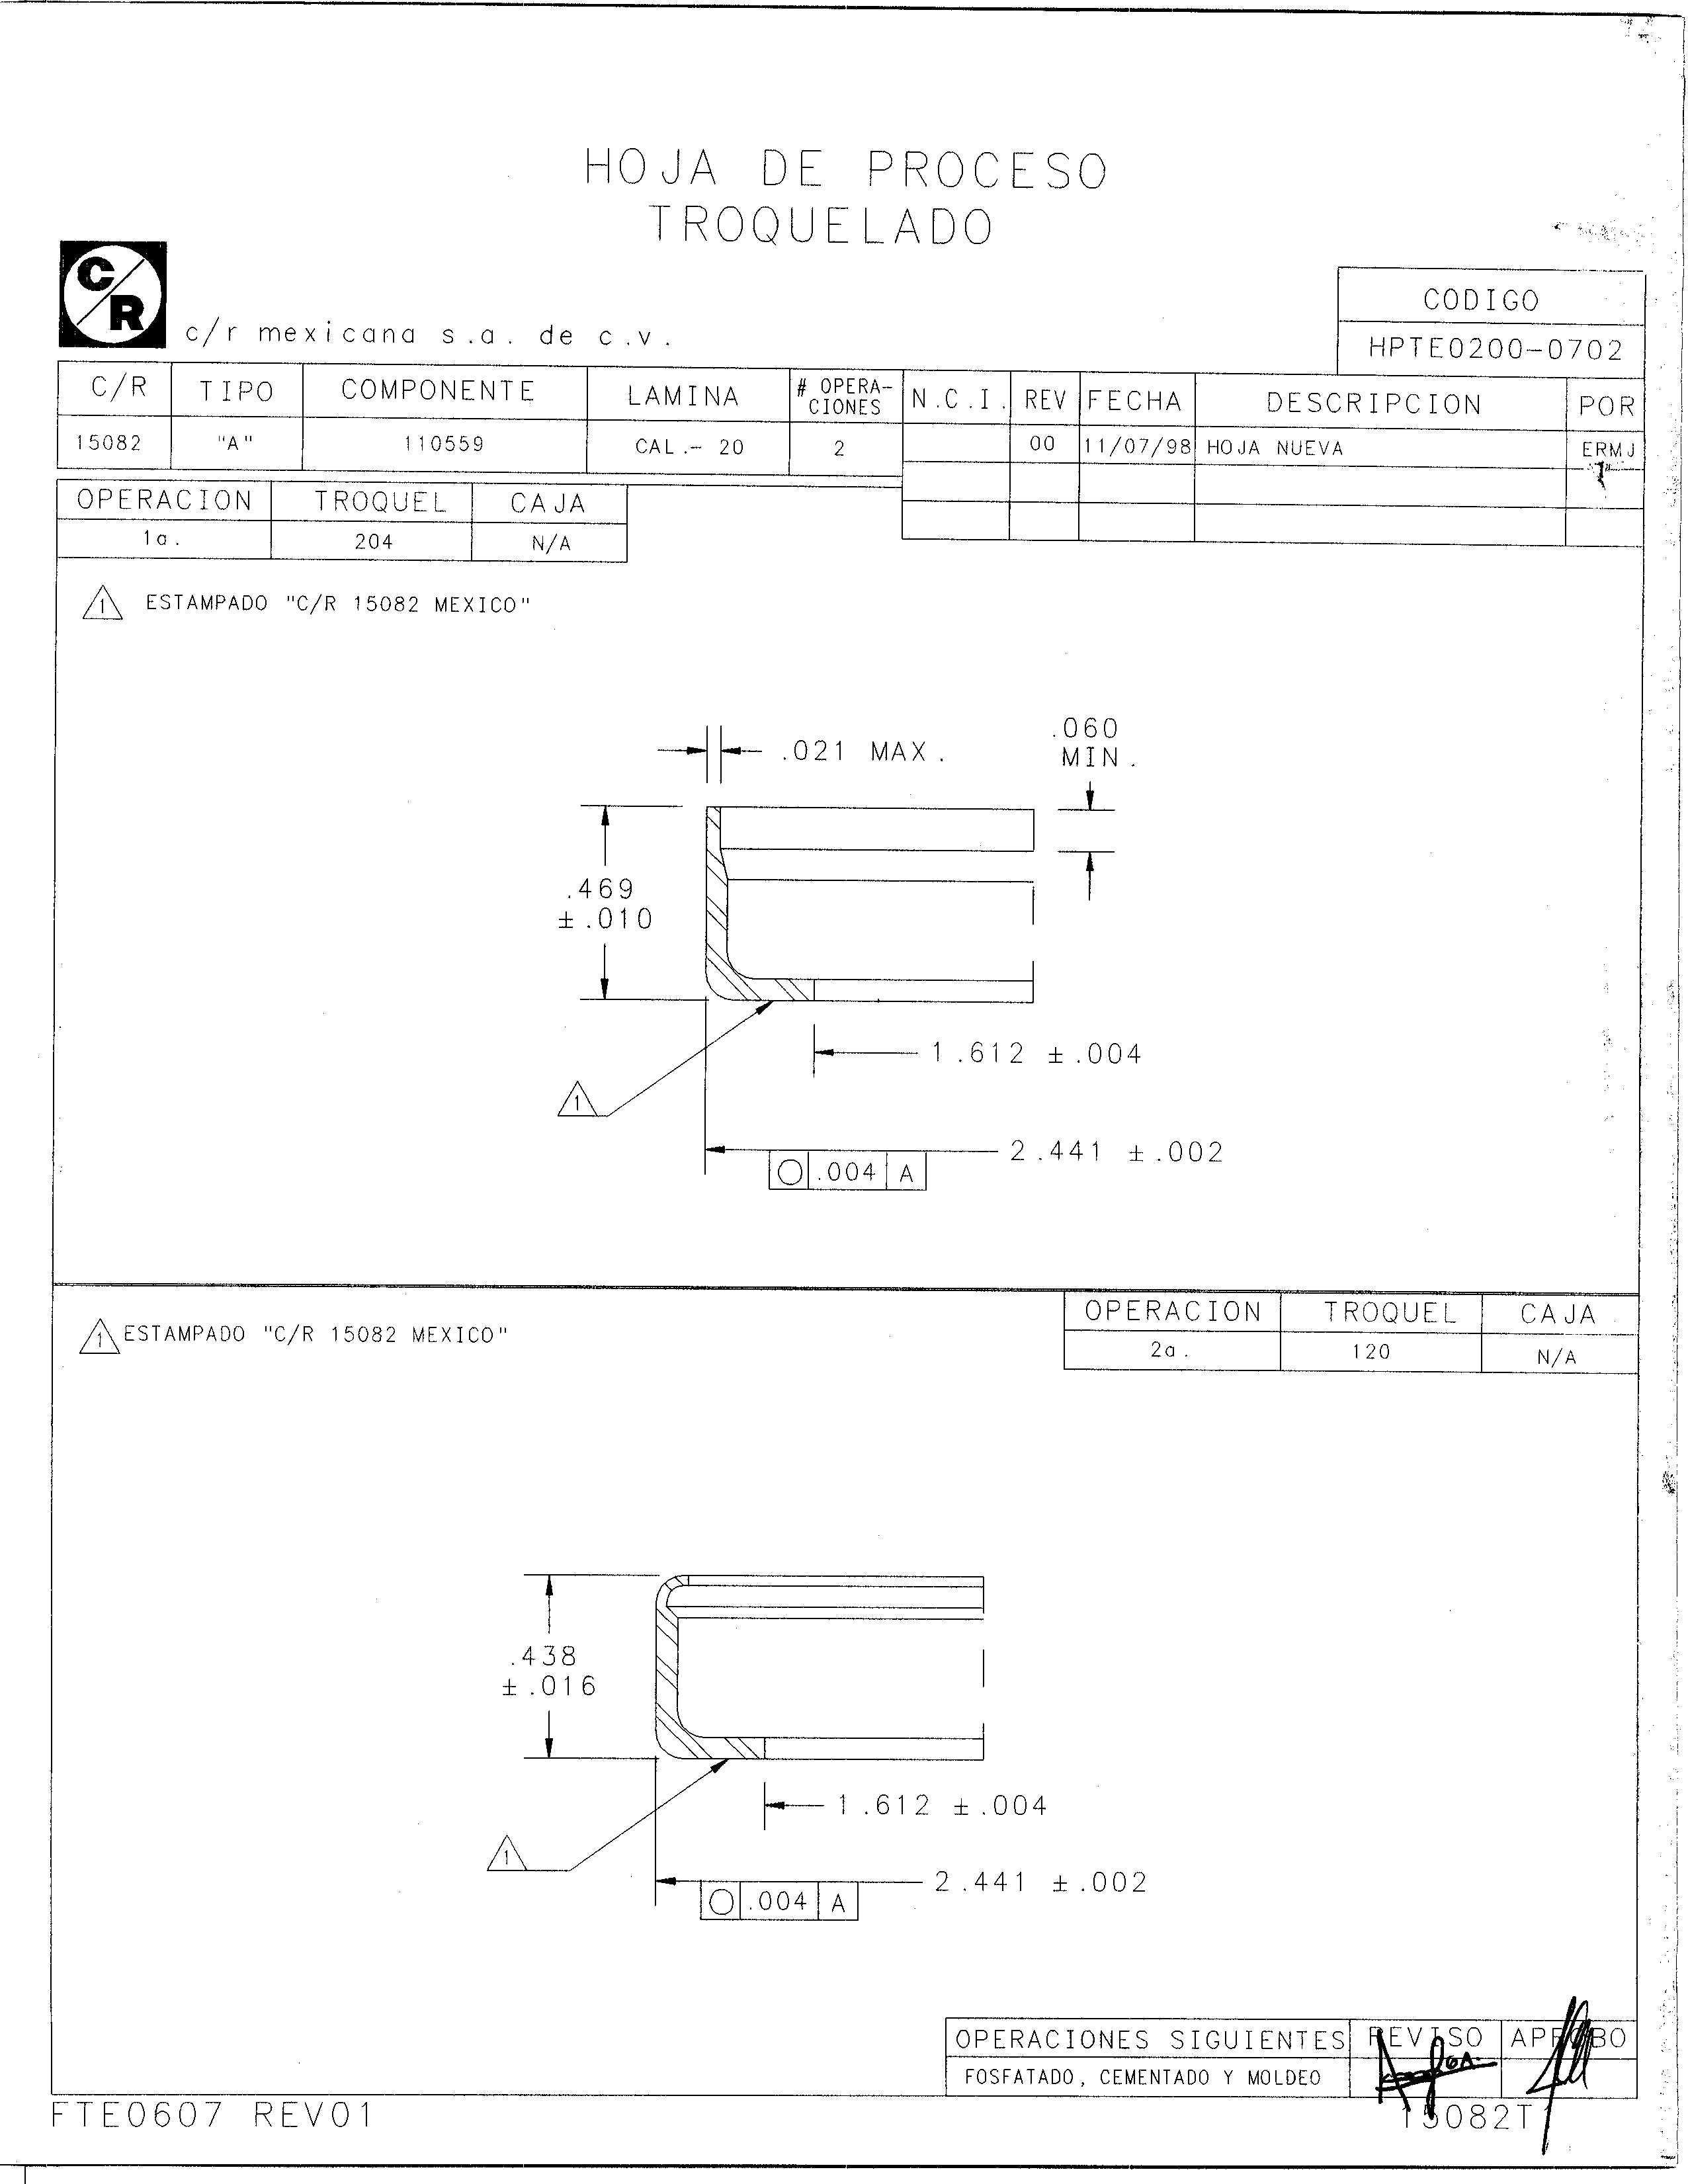 HOJA DE PROCESO
TROQUELADO
C/R
c/r mexicana s.a. de c.v.
CODIGO
HPTE0200-0702
C/R TIPO COMPONENTE LAMINA # OPERA-CIONES N.C.I. REV FECHA DESCRIPCION POR
15082 "A" 110559 CAL.- 20 2 00 11/07/98 HOJA NUEVA ERMJ
OPERACION TROQUEL CAJA
1a. 204 N/A
1 ESTAMPADO "C/R 15082 MEXICO"
.021 MAX.
.060
MIN.
.469
±.010
1.612 ±.004
1
2.441 ±.002
.004 A
OPERACION TROQUEL CAJA
2a. 120 N/A
1 ESTAMPADO "C/R 15082 MEXICO"
.438
±.016
1.612 ±.004
1
2.441 ±.002
.004 A
OPERACIONES SIGUIENTES REVISO APROBO
FOSFATADO, CEMENTADO Y MOLDEO
FTE0607 REV01
15082T1